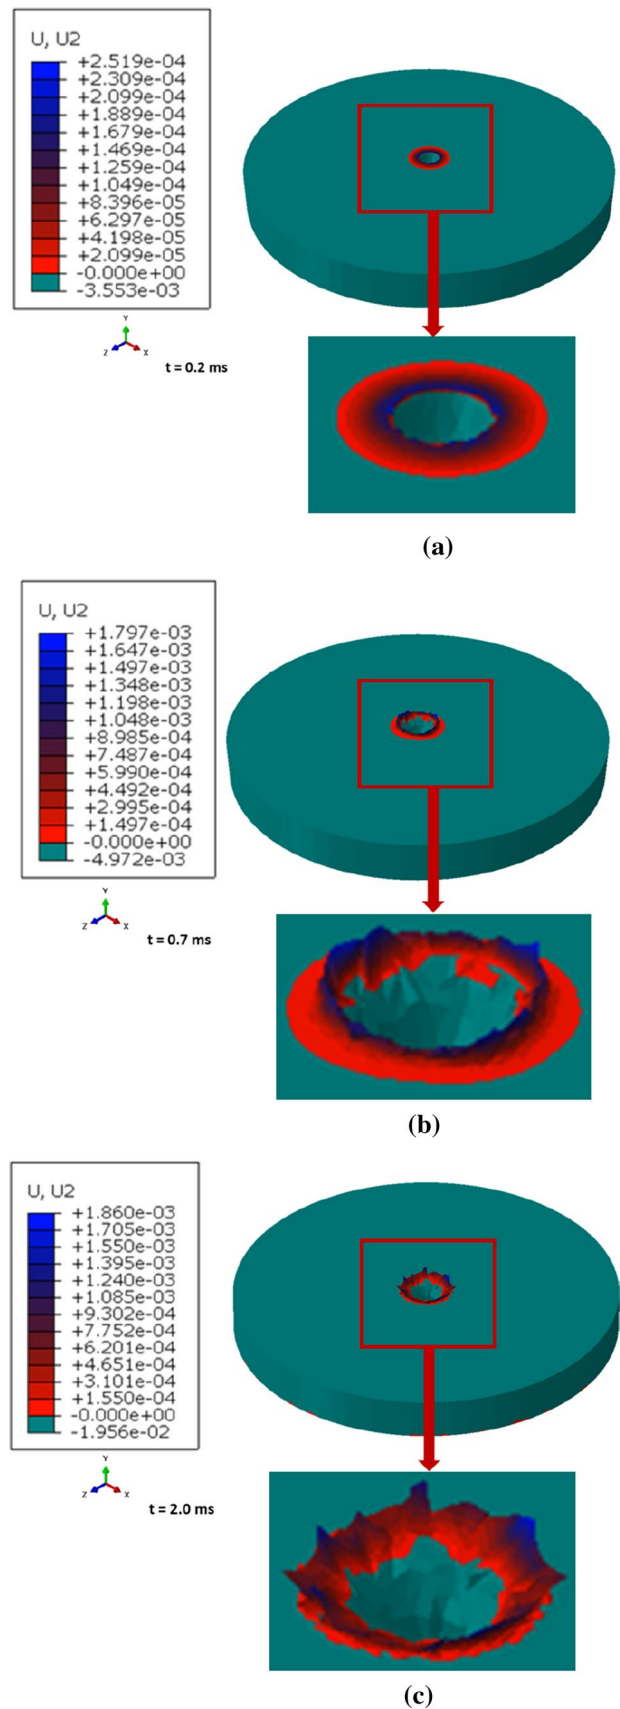 U, U2
+2.519e-04
+2.309e-04
+2.099e-04
+1.889e-04
+1.679e-04
+1.469e-04
+1.259e-04
+1.049e-04
+8.396e-05
+6.297e-05
+4.198e-05
+2.099e-05
-0.000e+00
-3.553e-03
Y
Z X
t = 0.2 ms
(a)
U, U2
+1.797e-03
+1.647e-03
+1.497e-03
+1.348e-03
+1.198e-03
+1.048e-03
+8.985e-04
+7.487e-04
+5.990e-04
+4.492e-04
+2.995e-04
+1.497e-04
-0.000e+00
-4.972e-03
Y
Z X
t = 0.7 ms
(b)
U, U2
+1.860e-03
+1.705e-03
+1.550e-03
+1.395e-03
+1.240e-03
+1.085e-03
+9.302e-04
+7.752e-04
+6.201e-04
+4.651e-04
+3.101e-04
+1.550e-04
-0.000e+00
-1.956e-02
Y
Z X
t = 2.0 ms
(c)